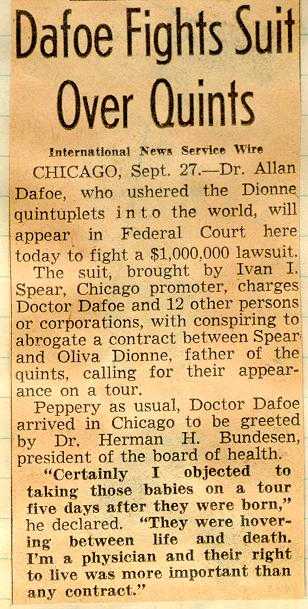 Dafoe Fights Suit
Over Quints
International News Service Wire
CHICAGO, Sept. 27.—Dr. Allan
Dafoe, who ushered the Dionne
quintuplets into the world, will
appear in Federal Court here
today to fight a $1,000,000 lawsuit.
The suit, brought by Ivan I.
Spear, Chicago promoter, charges
Doctor Dafoe and 12 other persons
or corporations, with conspiring to
abrogate a contract between Spear
and Oliva Dionne, father of the
quints, calling for their appear-
ance on a tour.
Peppery as usual, Doctor Dafoe
arrived in Chicago to be greeted
by Dr. Herman H. Bundesen,
president of the board of health.
"Certainly I objected to
taking those babies on a tour
five days after they were born,"
he declared. "They were hover-
ing between life and death.
I'm a physician and their right
to live was more important than
any contract."